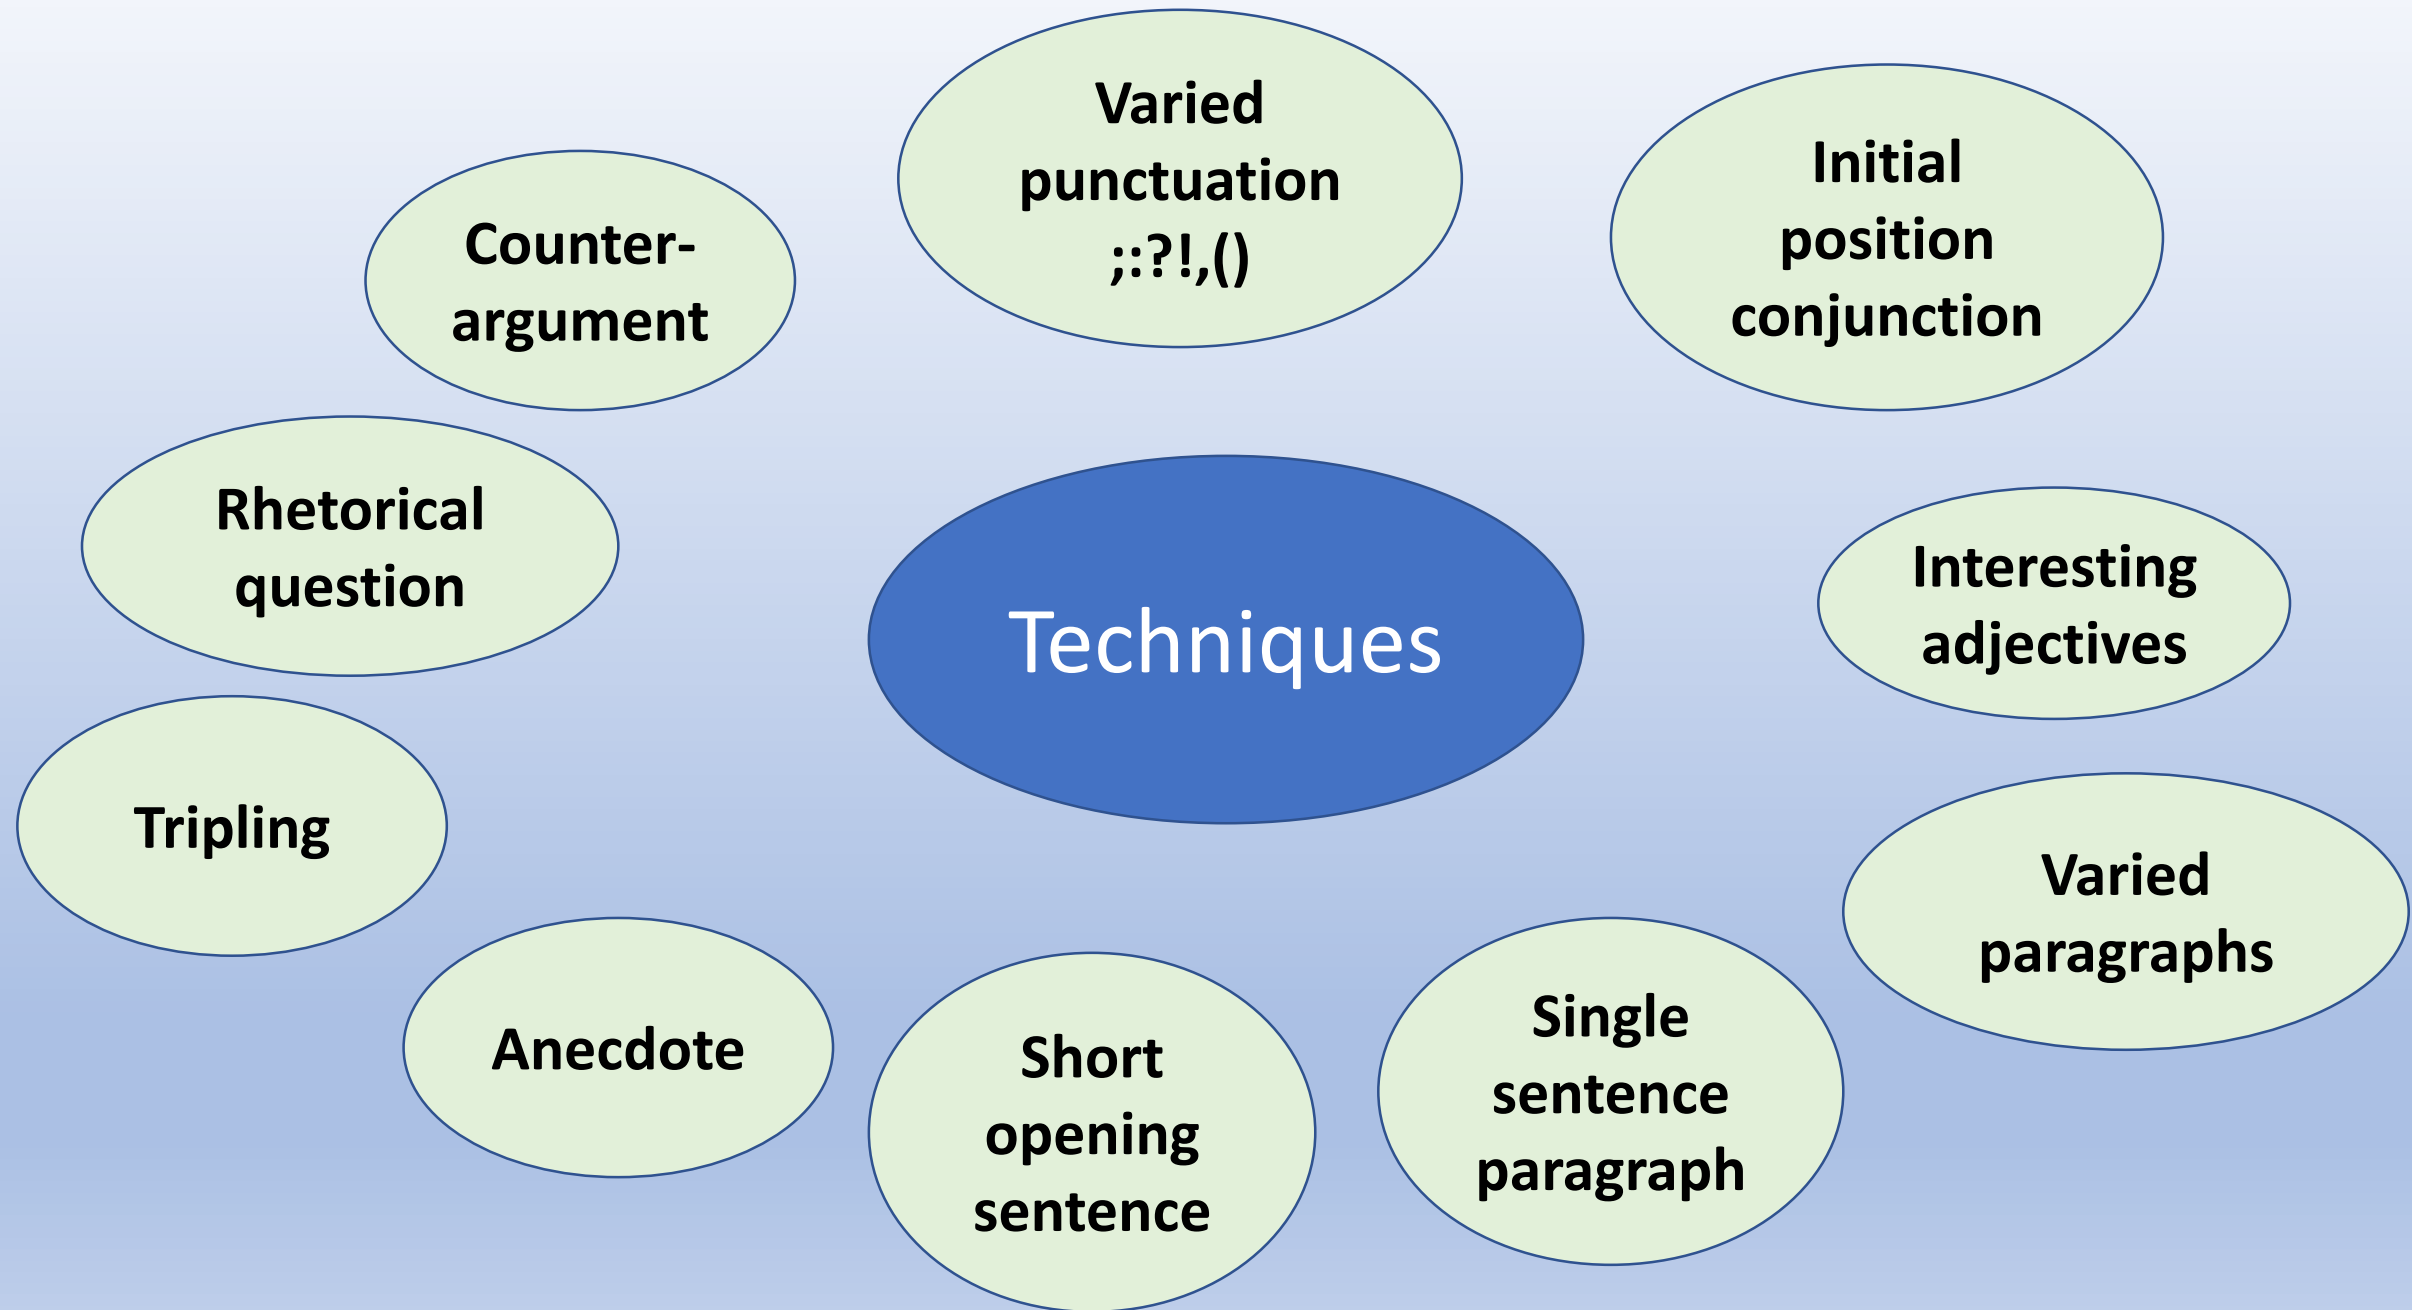 Varied
punctuation
;:?!,()
Initial
position
conjunction
Counter-
argument
Rhetorical
question
Techniques
Interesting
adjectives
Tripling
Varied
paragraphs
Anecdote
Short
opening
sentence
Single
sentence
paragraph